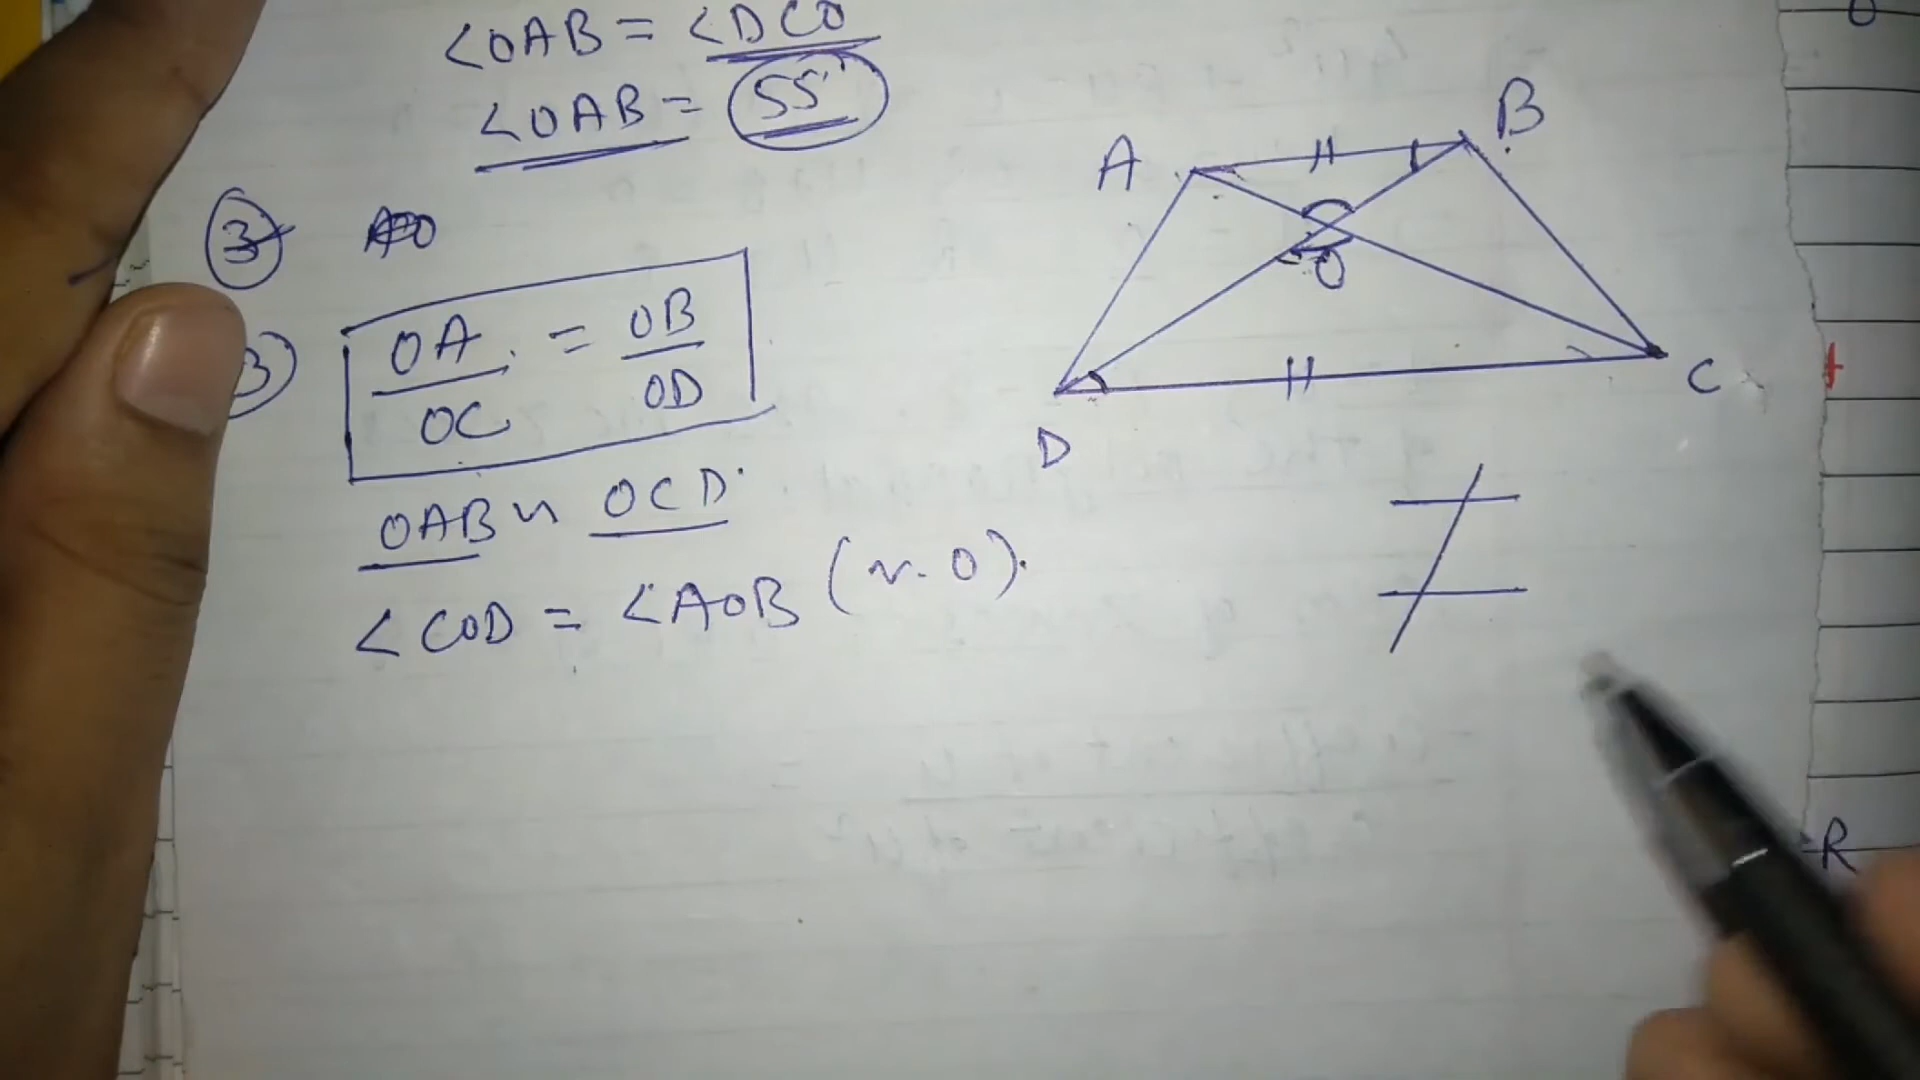 <OAB = <DCO
<OAB = 55°
3
3)
OA/OC = OB/OD
OAB ~ OCD
<COD = <AOB (v.o).
A
B
O
C
D
R